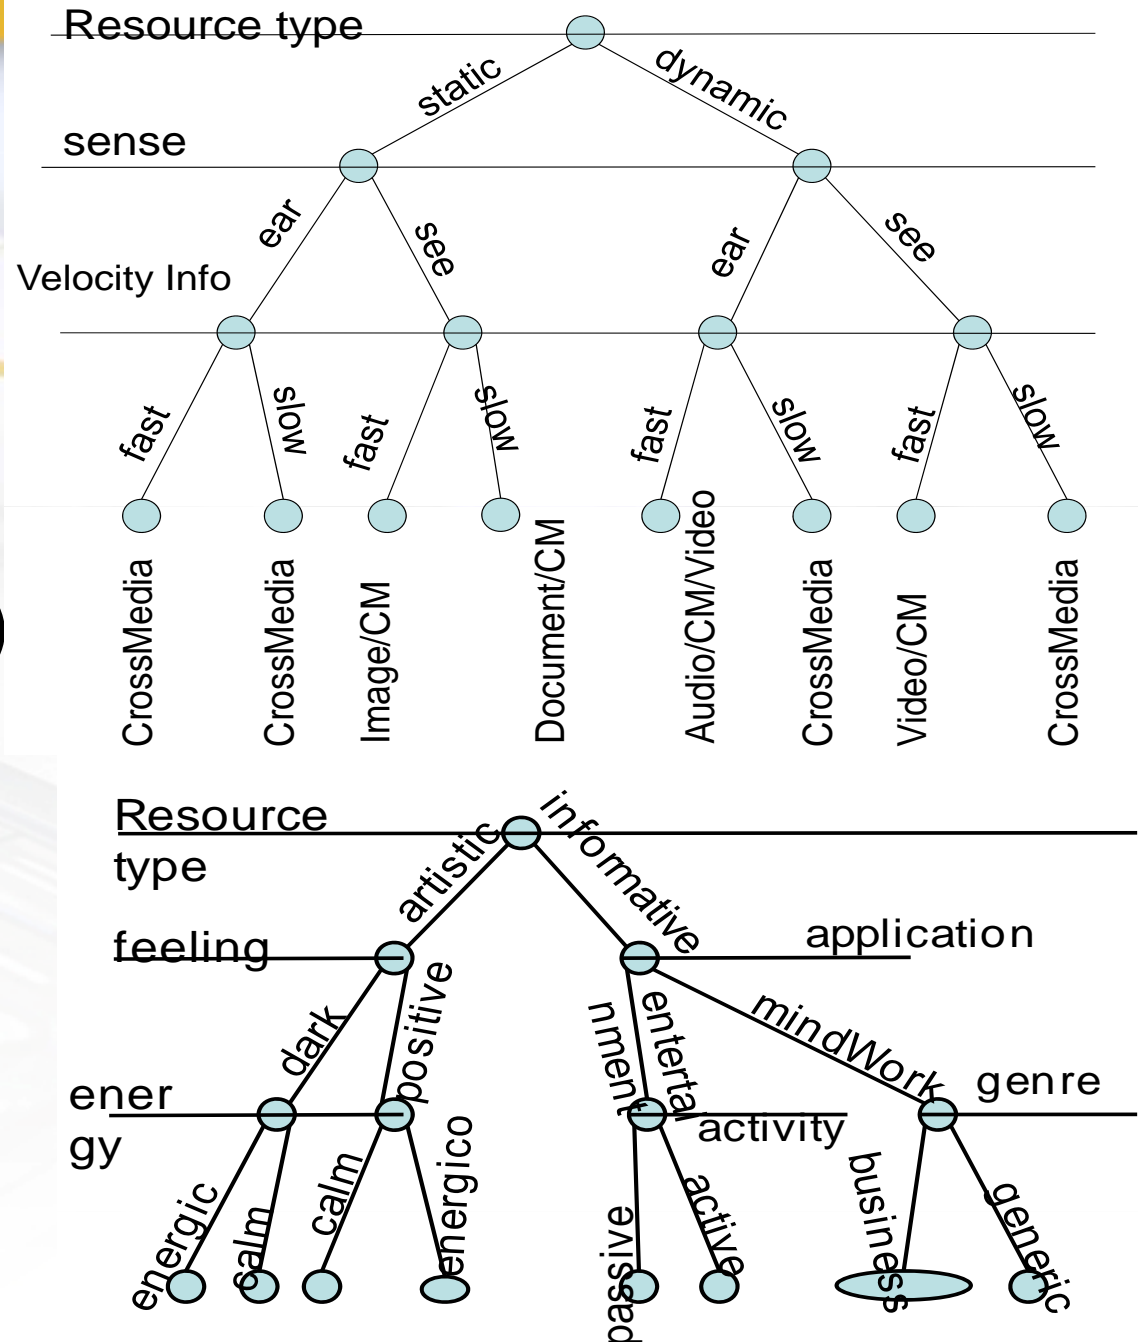 Resource type
static
dynamic
sense
ear
see
ear
see
Velocity Info
fast
slow
fast
slow
fast
slow
fast
slow
CrossMedia
CrossMedia
Image/CM
Document/CM
Audio/CM/Video
CrossMedia
Video/CM
CrossMedia
Resource
type
artistic
informative
feeling
application
dark
positive
entertai
nment
mindWork
ener
gy
activity
genre
energic
calm
calm
energico
passive
active
business
generic